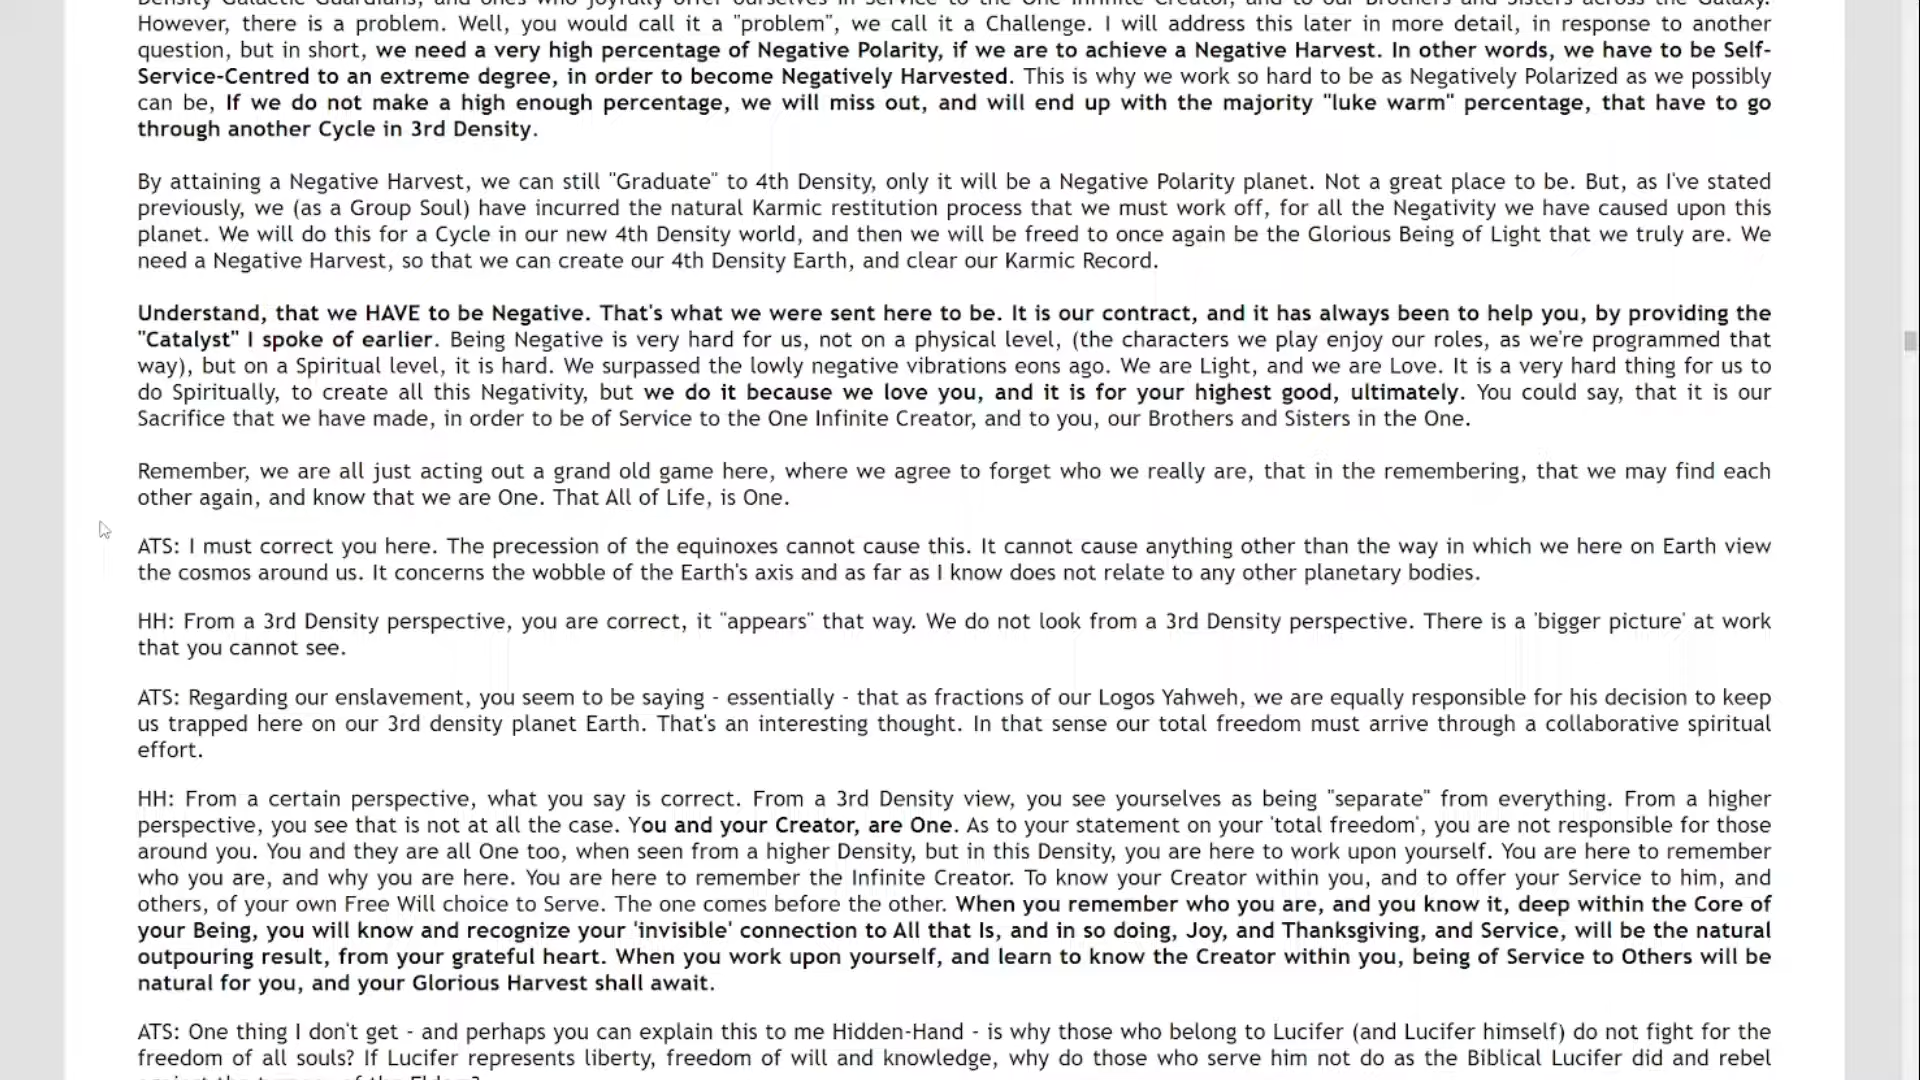 Density Galactic Guardians, and ones who joyfully offer ourselves in Service to the One Infinite Creator, and to our Brothers and Sisters across the Galaxy.
However, there is a problem. Well, you would call it a "problem", we call it a Challenge. I will address this later in more detail, in response to another
question, but in short, we need a very high percentage of Negative Polarity, if we are to achieve a Negative Harvest. In other words, we have to be Self-
Service-Centred to an extreme degree, in order to become Negatively Harvested. This is why we work so hard to be as Negatively Polarized as we possibly
can be, If we do not make a high enough percentage, we will miss out, and will end up with the majority "luke warm" percentage, that have to go
through another Cycle in 3rd Density.
By attaining a Negative Harvest, we can still "Graduate" to 4th Density, only it will be a Negative Polarity planet. Not a great place to be. But, as I've stated
previously, we (as a Group Soul) have incurred the natural Karmic restitution process that we must work off, for all the Negativity we have caused upon this
planet. We will do this for a Cycle in our new 4th Density world, and then we will be freed to once again be the Glorious Being of Light that we truly are. We
need a Negative Harvest, so that we can create our 4th Density Earth, and clear our Karmic Record.
Understand, that we HAVE to be Negative. That's what we were sent here to be. It is our contract, and it has always been to help you, by providing the
"Catalyst" I spoke of earlier. Being Negative is very hard for us, not on a physical level, (the characters we play enjoy our roles, as we're programmed that
way), but on a Spiritual level, it is hard. We surpassed the lowly negative vibrations eons ago. We are Light, and we are Love. It is a very hard thing for us to
do Spiritually, to create all this Negativity, but we do it because we love you, and it is for your highest good, ultimately. You could say, that it is our
Sacrifice that we have made, in order to be of Service to the One Infinite Creator, and to you, our Brothers and Sisters in the One.
Remember, we are all just acting out a grand old game here, where we agree to forget who we really are, that in the remembering, that we may find each
other again, and know that we are One. That All of Life, is One.
ATS: I must correct you here. The precession of the equinoxes cannot cause this. It cannot cause anything other than the way in which we here on Earth view
the cosmos around us. It concerns the wobble of the Earth's axis and as far as I know does not relate to any other planetary bodies.
HH: From a 3rd Density perspective, you are correct, it "appears" that way. We do not look from a 3rd Density perspective. There is a 'bigger picture' at work
that you cannot see.
ATS: Regarding our enslavement, you seem to be saying - essentially - that as fractions of our Logos Yahweh, we are equally responsible for his decision to keep
us trapped here on our 3rd density planet Earth. That's an interesting thought. In that sense our total freedom must arrive through a collaborative spiritual
effort.
HH: From a certain perspective, what you say is correct. From a 3rd Density view, you see yourselves as being "separate" from everything. From a higher
perspective, you see that is not at all the case. You and your Creator, are One. As to your statement on your 'total freedom', you are not responsible for those
around you. You and they are all One too, when seen from a higher Density, but in this Density, you are here to work upon yourself. You are here to remember
who you are, and why you are here. You are here to remember the Infinite Creator. To know your Creator within you, and to offer your Service to him, and
others, of your own Free Will choice to Serve. The one comes before the other. When you remember who you are, and you know it, deep within the Core of
your Being, you will know and recognize your 'invisible' connection to All that Is, and in so doing, Joy, and Thanksgiving, and Service, will be the natural
outpouring result, from your grateful heart. When you work upon yourself, and learn to know the Creator within you, being of Service to Others will be
natural for you, and your Glorious Harvest shall await.
ATS: One thing I don't get - and perhaps you can explain this to me Hidden-Hand - is why those who belong to Lucifer (and Lucifer himself) do not fight for the
freedom of all souls? If Lucifer represents liberty, freedom of will and knowledge, why do those who serve him not do as the Biblical Lucifer did and rebel